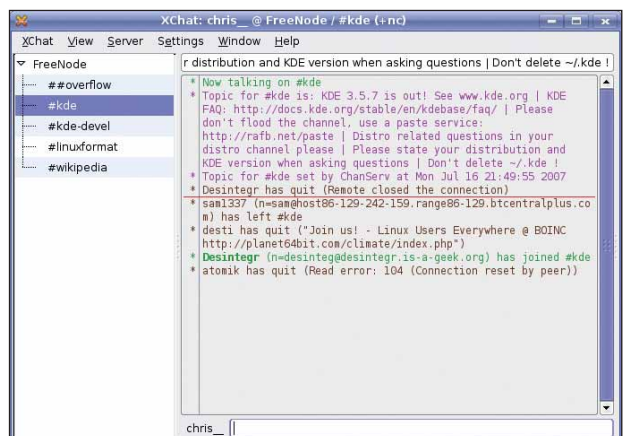 XChat: chris__ @ FreeNode / #kde (+nc)
XChat View Server Settings Window Help
FreeNode
##overflow
#kde
#kde-devel
#linuxformat
#wikipedia
r distribution and KDE version when asking questions | Don't delete ~/.kde !
* Now talking on #kde
* Topic for #kde is: KDE 3.5.7 is out! See www.kde.org | KDE
FAQ: http://docs.kde.org/stable/en/kdebase/faq/ | Please
don't flood the channel, use a paste service:
http://rafb.net/paste | Distro related questions in your
distro channel please | Please state your distribution and
KDE version when asking questions | Don't delete ~/.kde !
* Topic for #kde set by ChanServ at Mon Jul 16 21:49:55 2007
* Desintegr has quit (Remote closed the connection)
* sam1337 (n=sam@host86-129-242-159.range86-129.btcentralplus.co
m) has left #kde
* desti has quit ("Join us! - Linux Users Everywhere @ BOINC
http://planet64bit.com/climate/index.php")
* Desintegr (n=desinteg@desintegr.is-a-geek.org) has joined #kde
* atomik has quit (Read error: 104 (Connection reset by peer))
chris__